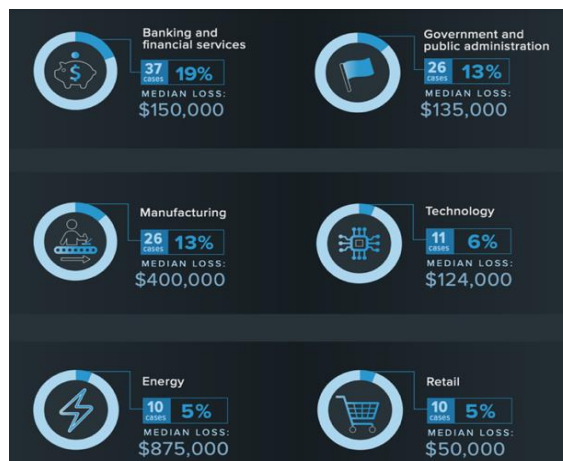 Banking and
financial services
37
cases
19%
MEDIAN LOSS:
$150,000
Government and
public administration
26
cases
13%
MEDIAN LOSS:
$135,000
Manufacturing
26
cases
13%
MEDIAN LOSS:
$400,000
Technology
11
cases
6%
MEDIAN LOSS:
$124,000
Energy
10
cases
5%
MEDIAN LOSS:
$875,000
Retail
10
cases
5%
MEDIAN LOSS:
$50,000
$